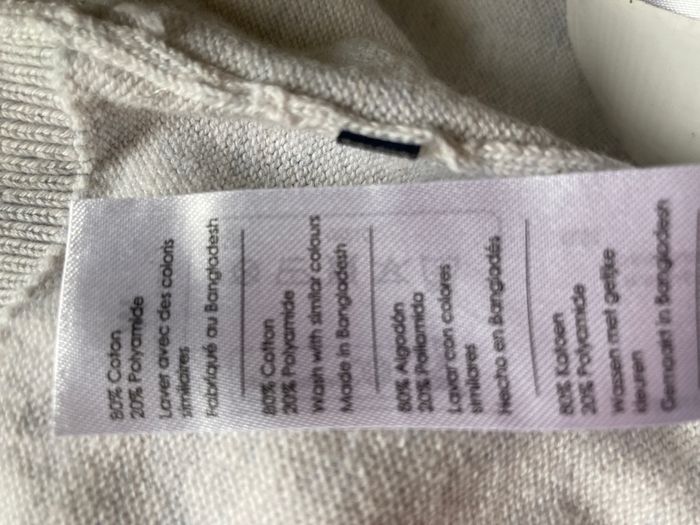 80% Coton
20% Polyamide
Laver avec des coloris
similaires
Fabriqué au Bangladesh
80% Cotton
20% Polyamide
Wash with similar colours
Made in Bangladesh
80% Algodón
20% Poliamida
Lavar con colores
similares
Hecho en Bangladés
80% Katoen
20% Polyamide
Wassen met gelijke
kleuren
Gemaakt in Bangladesh